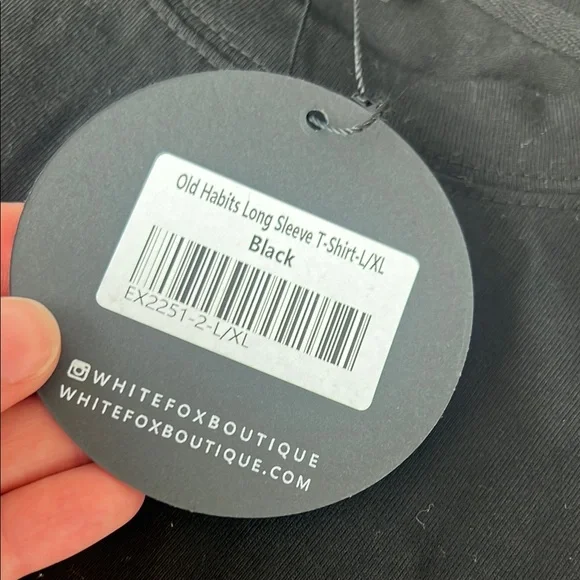 Old Habits Long Sleeve T-Shirt-L/XL
Black
EX2251-2-L/XL
WHITEFOXBOUTIQUE
WHITEFOXBOUTIQUE.COM